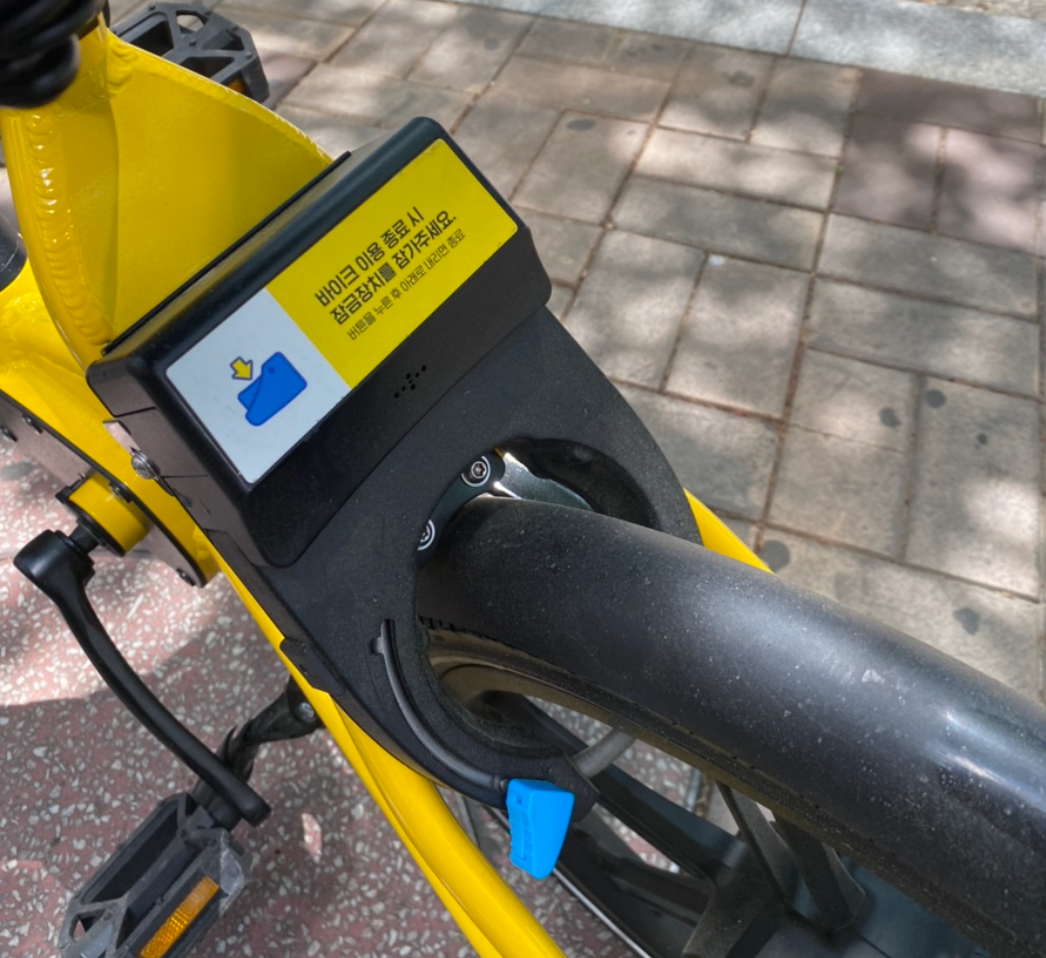 바이크 이용 종료 시
잠금장치를 잠가주세요.
버튼을 누른 후 아래로 내리면 종료